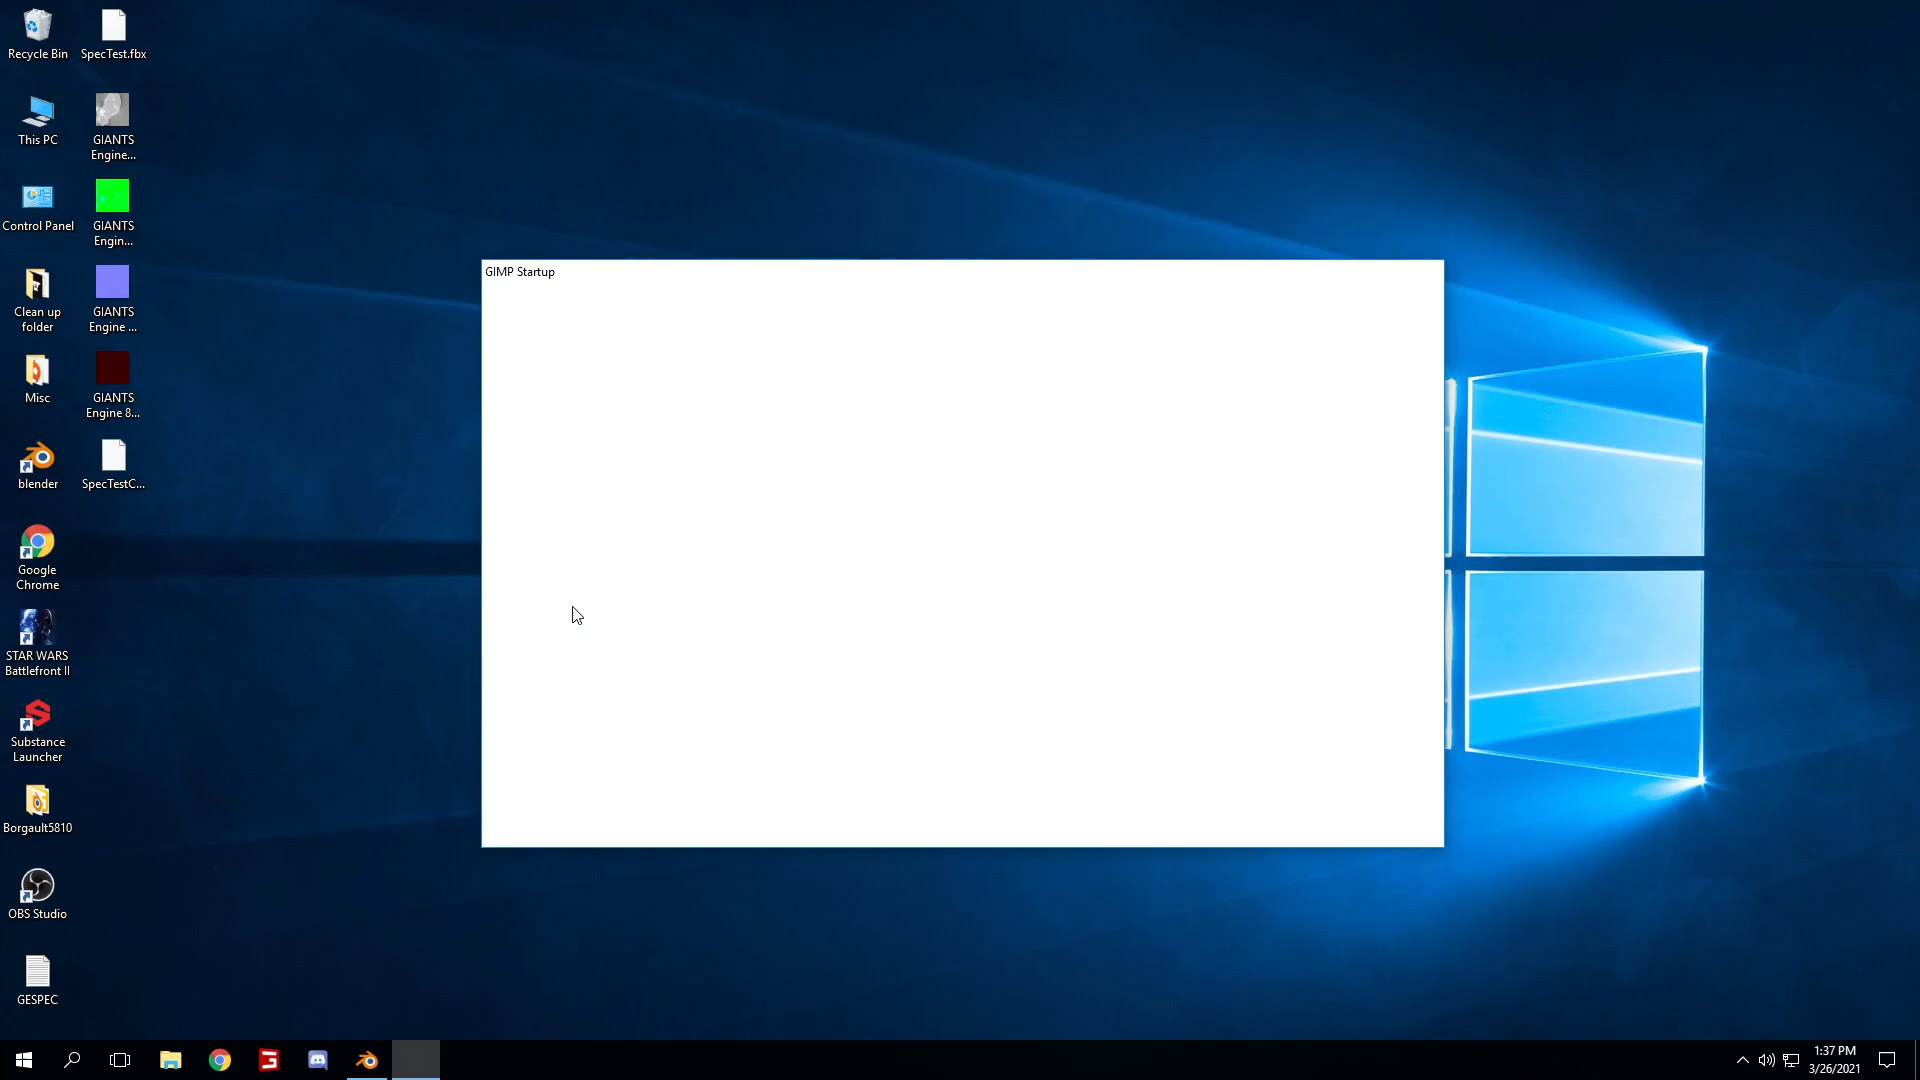 Recycle Bin
SpecTest.fbx
This PC
GIANTS
Engine...
Control Panel
GIANTS
Engin...
Clean up
folder
GIANTS
Engine ...
Misc
GIANTS
Engine 8...
blender
SpecTestC...
Google
Chrome
STAR WARS
Battlefront II
Substance
Launcher
Borgault5810
OBS Studio
GESPEC
GIMP Startup
1:37 PM
3/26/2021